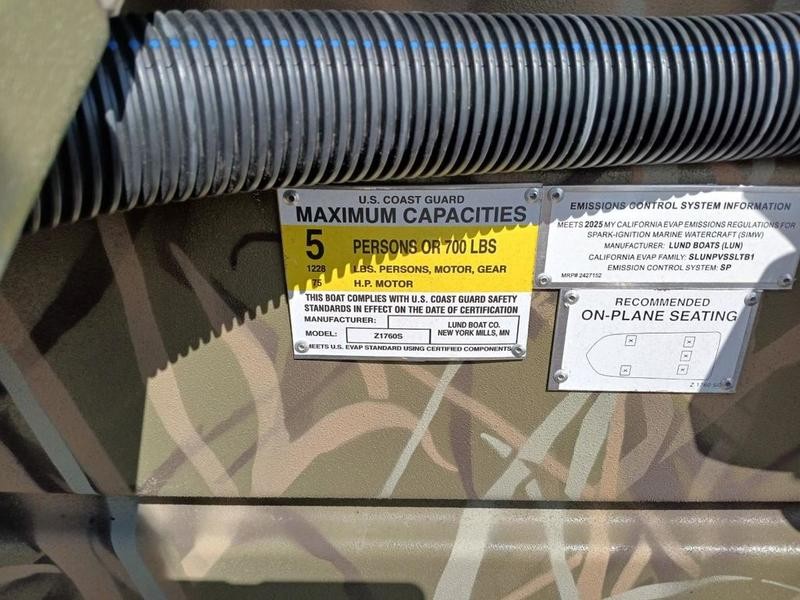 U.S. COAST GUARD
MAXIMUM CAPACITIES
5 PERSONS OR 700 LBS
1228 LBS. PERSONS, MOTOR, GEAR
75 H.P. MOTOR
THIS BOAT COMPLIES WITH U.S. COAST GUARD SAFETY
STANDARDS IN EFFECT ON THE DATE OF CERTIFICATION
MANUFACTURER: LUND BOAT CO.
MODEL: Z1760S NEW YORK MILLS, MN
MEETS U.S. EVAP STANDARD USING CERTIFIED COMPONENTS
EMISSIONS CONTROL SYSTEM INFORMATION
MEETS 2025 MY CALIFORNIA EVAP EMISSIONS REGULATIONS FOR
SPARK-IGNITION MARINE WATERCRAFT (SIMW)
MANUFACTURER: LUND BOATS (LUN)
CALIFORNIA EVAP FAMILY: SLUNPVSSLTB1
EMISSION CONTROL SYSTEM: SP
MRP# 2427152
RECOMMENDED
ON-PLANE SEATING